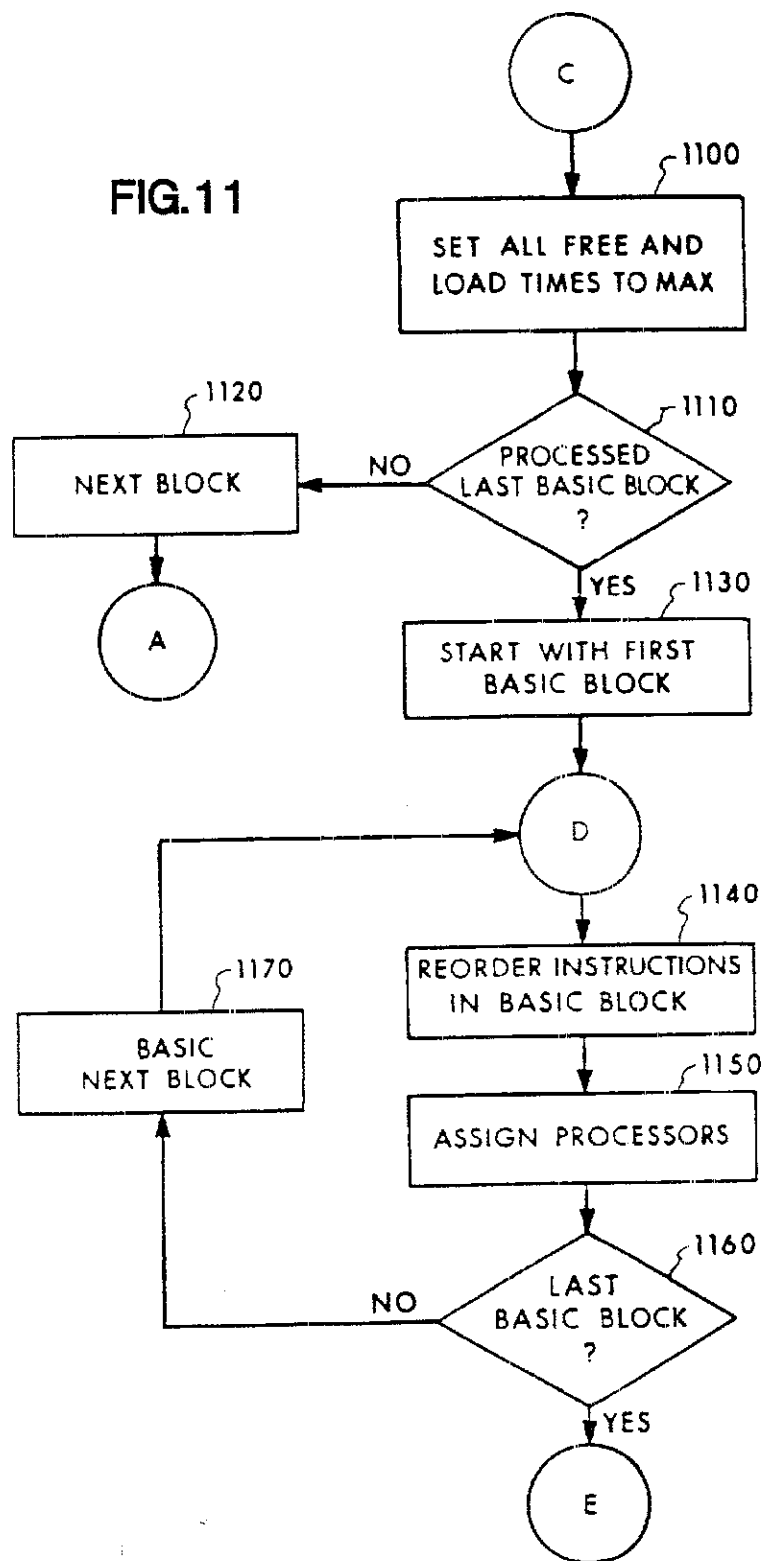 C
FIG.11
1100
SET ALL FREE AND
LOAD TIMES TO MAX
1120
1110
NEXT BLOCK
NO
PROCESSED
LAST BASIC BLOCK
?
YES
1130
A
START WITH FIRST
BASIC BLOCK
D
1140
REORDER INSTRUCTIONS
IN BASIC BLOCK
1170
BASIC
NEXT BLOCK
1150
ASSIGN PROCESSORS
1160
NO
LAST
BASIC BLOCK
?
YES
E